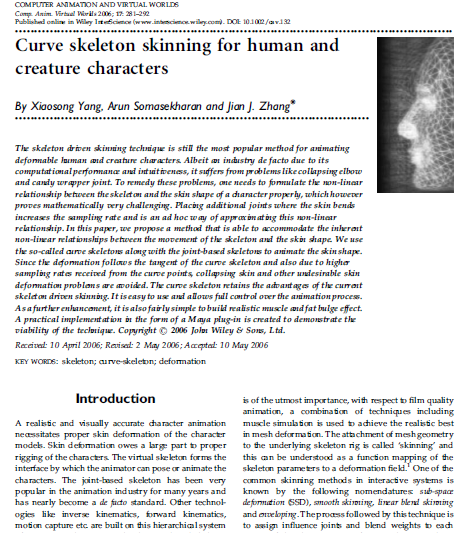 COMPUTER ANIMATION AND VIRTUAL WORLDS
Comp. Anim. Virtual Worlds 2006; 17: 281–292
Published online in Wiley InterScience (www.interscience.wiley.com). DOI: 10.1002/cav.132
Curve skeleton skinning for human and
creature characters
By Xiaosong Yang, Arun Somasekharan and Jian J. Zhang*
The skeleton driven skinning technique is still the most popular method for animating
deformable human and creature characters. Albeit an industry de facto due to its
computational performance and intuitiveness, it suffers from problems like collapsing elbow
and candy wrapper joint. To remedy these problems, one needs to formulate the non-linear
relationship between the skeleton and the skin shape of a character properly, which however
proves mathematically very challenging. Placing additional joints where the skin bends
increases the sampling rate and is an ad hoc way of approximating this non-linear
relationship. In this paper, we propose a method that is able to accommodate the inherent
non-linear relationships between the movement of the skeleton and the skin shape. We use
the so-called curve skeletons along with the joint-based skeletons to animate the skin shape.
Since the deformation follows the tangent of the curve skeleton and also due to higher
sampling rates received from the curve points, collapsing skin and other undesirable skin
deformation problems are avoided. The curve skeleton retains the advantages of the current
skeleton driven skinning. It is easy to use and allows full control over the animation process.
As a further enhancement, it is also fairly simple to build realistic muscle and fat bulge effect.
A practical implementation in the form of a Maya plug-in is created to demonstrate the
viability of the technique. Copyright © 2006 John Wiley & Sons, Ltd.
Received: 10 April 2006; Revised: 2 May 2006; Accepted: 10 May 2006
KEY WORDS: skeleton; curve-skeleton; deformation
Introduction
A realistic and visually accurate character animation
necessitates proper skin deformation of the character
models. Skin deformation owes a large part to proper
rigging of the characters. The virtual skeleton forms the
interface by which the animator can pose or animate the
characters. The joint-based skeleton has been very
popular in the animation industry for many years and
has nearly become a de facto standard. Other technol-
ogies like inverse kinematics, forward kinematics,
motion capture etc. are built on this hierarchical system
is of the utmost importance, with respect to film quality
animation, a combination of techniques including
muscle simulation is used to achieve the realistic best
in mesh deformation. The attachment of mesh geometry
to the underlying skeleton rig is called 'skinning' and
this can be understood as a function mapping of the
skeleton parameters to a deformation field.1 One of the
common skinning methods in interactive systems is
known by the following nomenclatures: sub-space
deformation (SSD), smooth skinning, linear blend skinning
and enveloping. The process followed by this technique is
to assign influence joints and blend weights to each